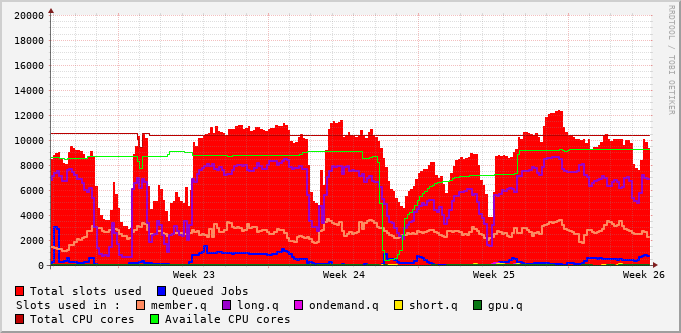 20000
18000
16000
14000
12000
10000
8000
6000
4000
2000
0
RRDTOOL / TOBI OETIKER
Week 23 Week 24 Week 25 Week 26
Total slots used Queued Jobs
Slots used in : member.q long.q ondemand.q short.q gpu.q
Total CPU cores Availale CPU cores